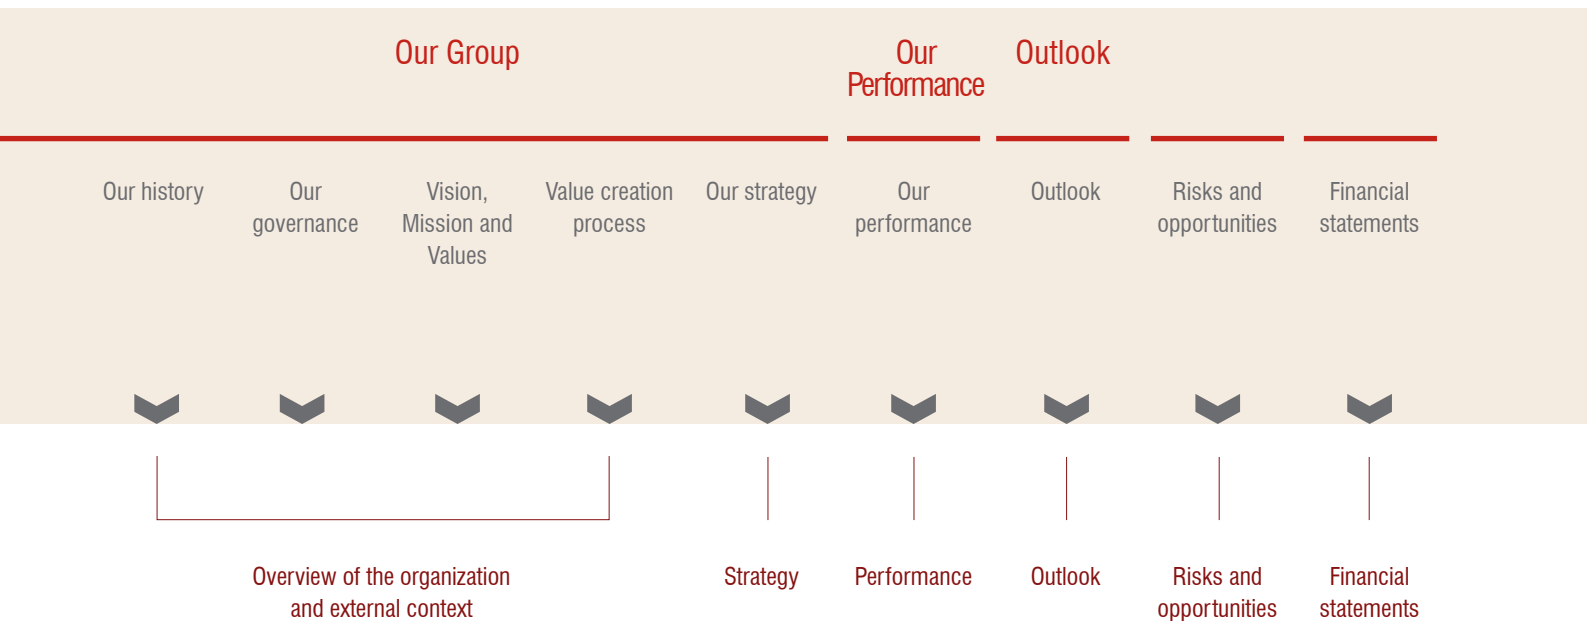 Our Group
Our
Performance
Outlook
Our history
Our
governance
Vision,
Mission and
Values
Value creation
process
Our strategy
Our
performance
Outlook
Risks and
opportunities
Financial
statements
Overview of the organization
and external context
Strategy
Performance
Outlook
Risks and
opportunities
Financial
statements